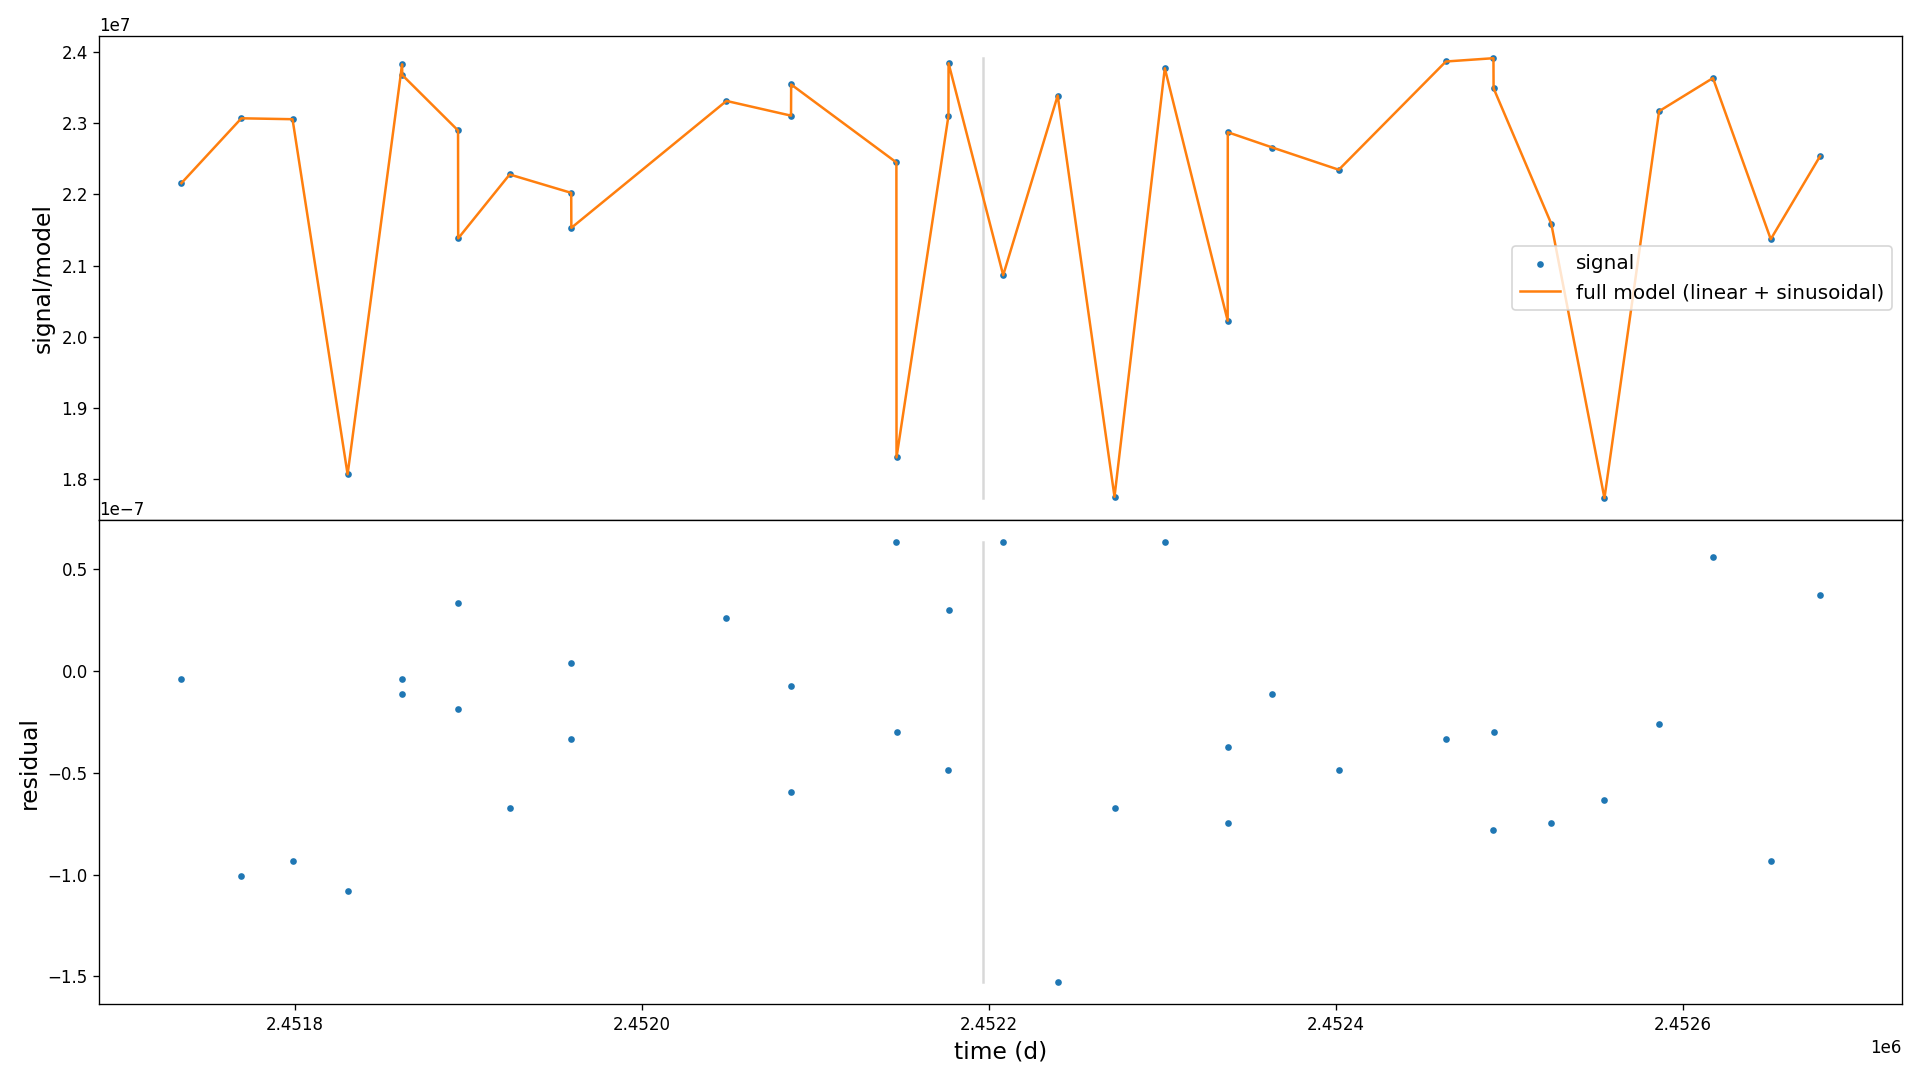 1e7
2.4
2.3
2.2
2.1
2.0
1.9
1.8
signal/model
signal
full model (linear + sinusoidal)
1e−7
0.5
0.0
−0.5
−1.0
−1.5
residual
2.4518
2.4520
2.4522
2.4524
2.4526
1e6
time (d)